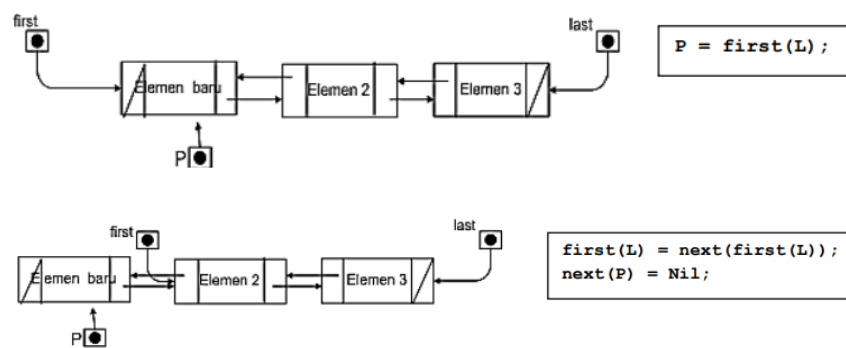 first
last
P = first(L);
Elemen baru
Elemen 2
Elemen 3
P
first
last
first(L) = next(first(L));
next(P) = Nil;
Elemen baru
Elemen 2
Elemen 3
P